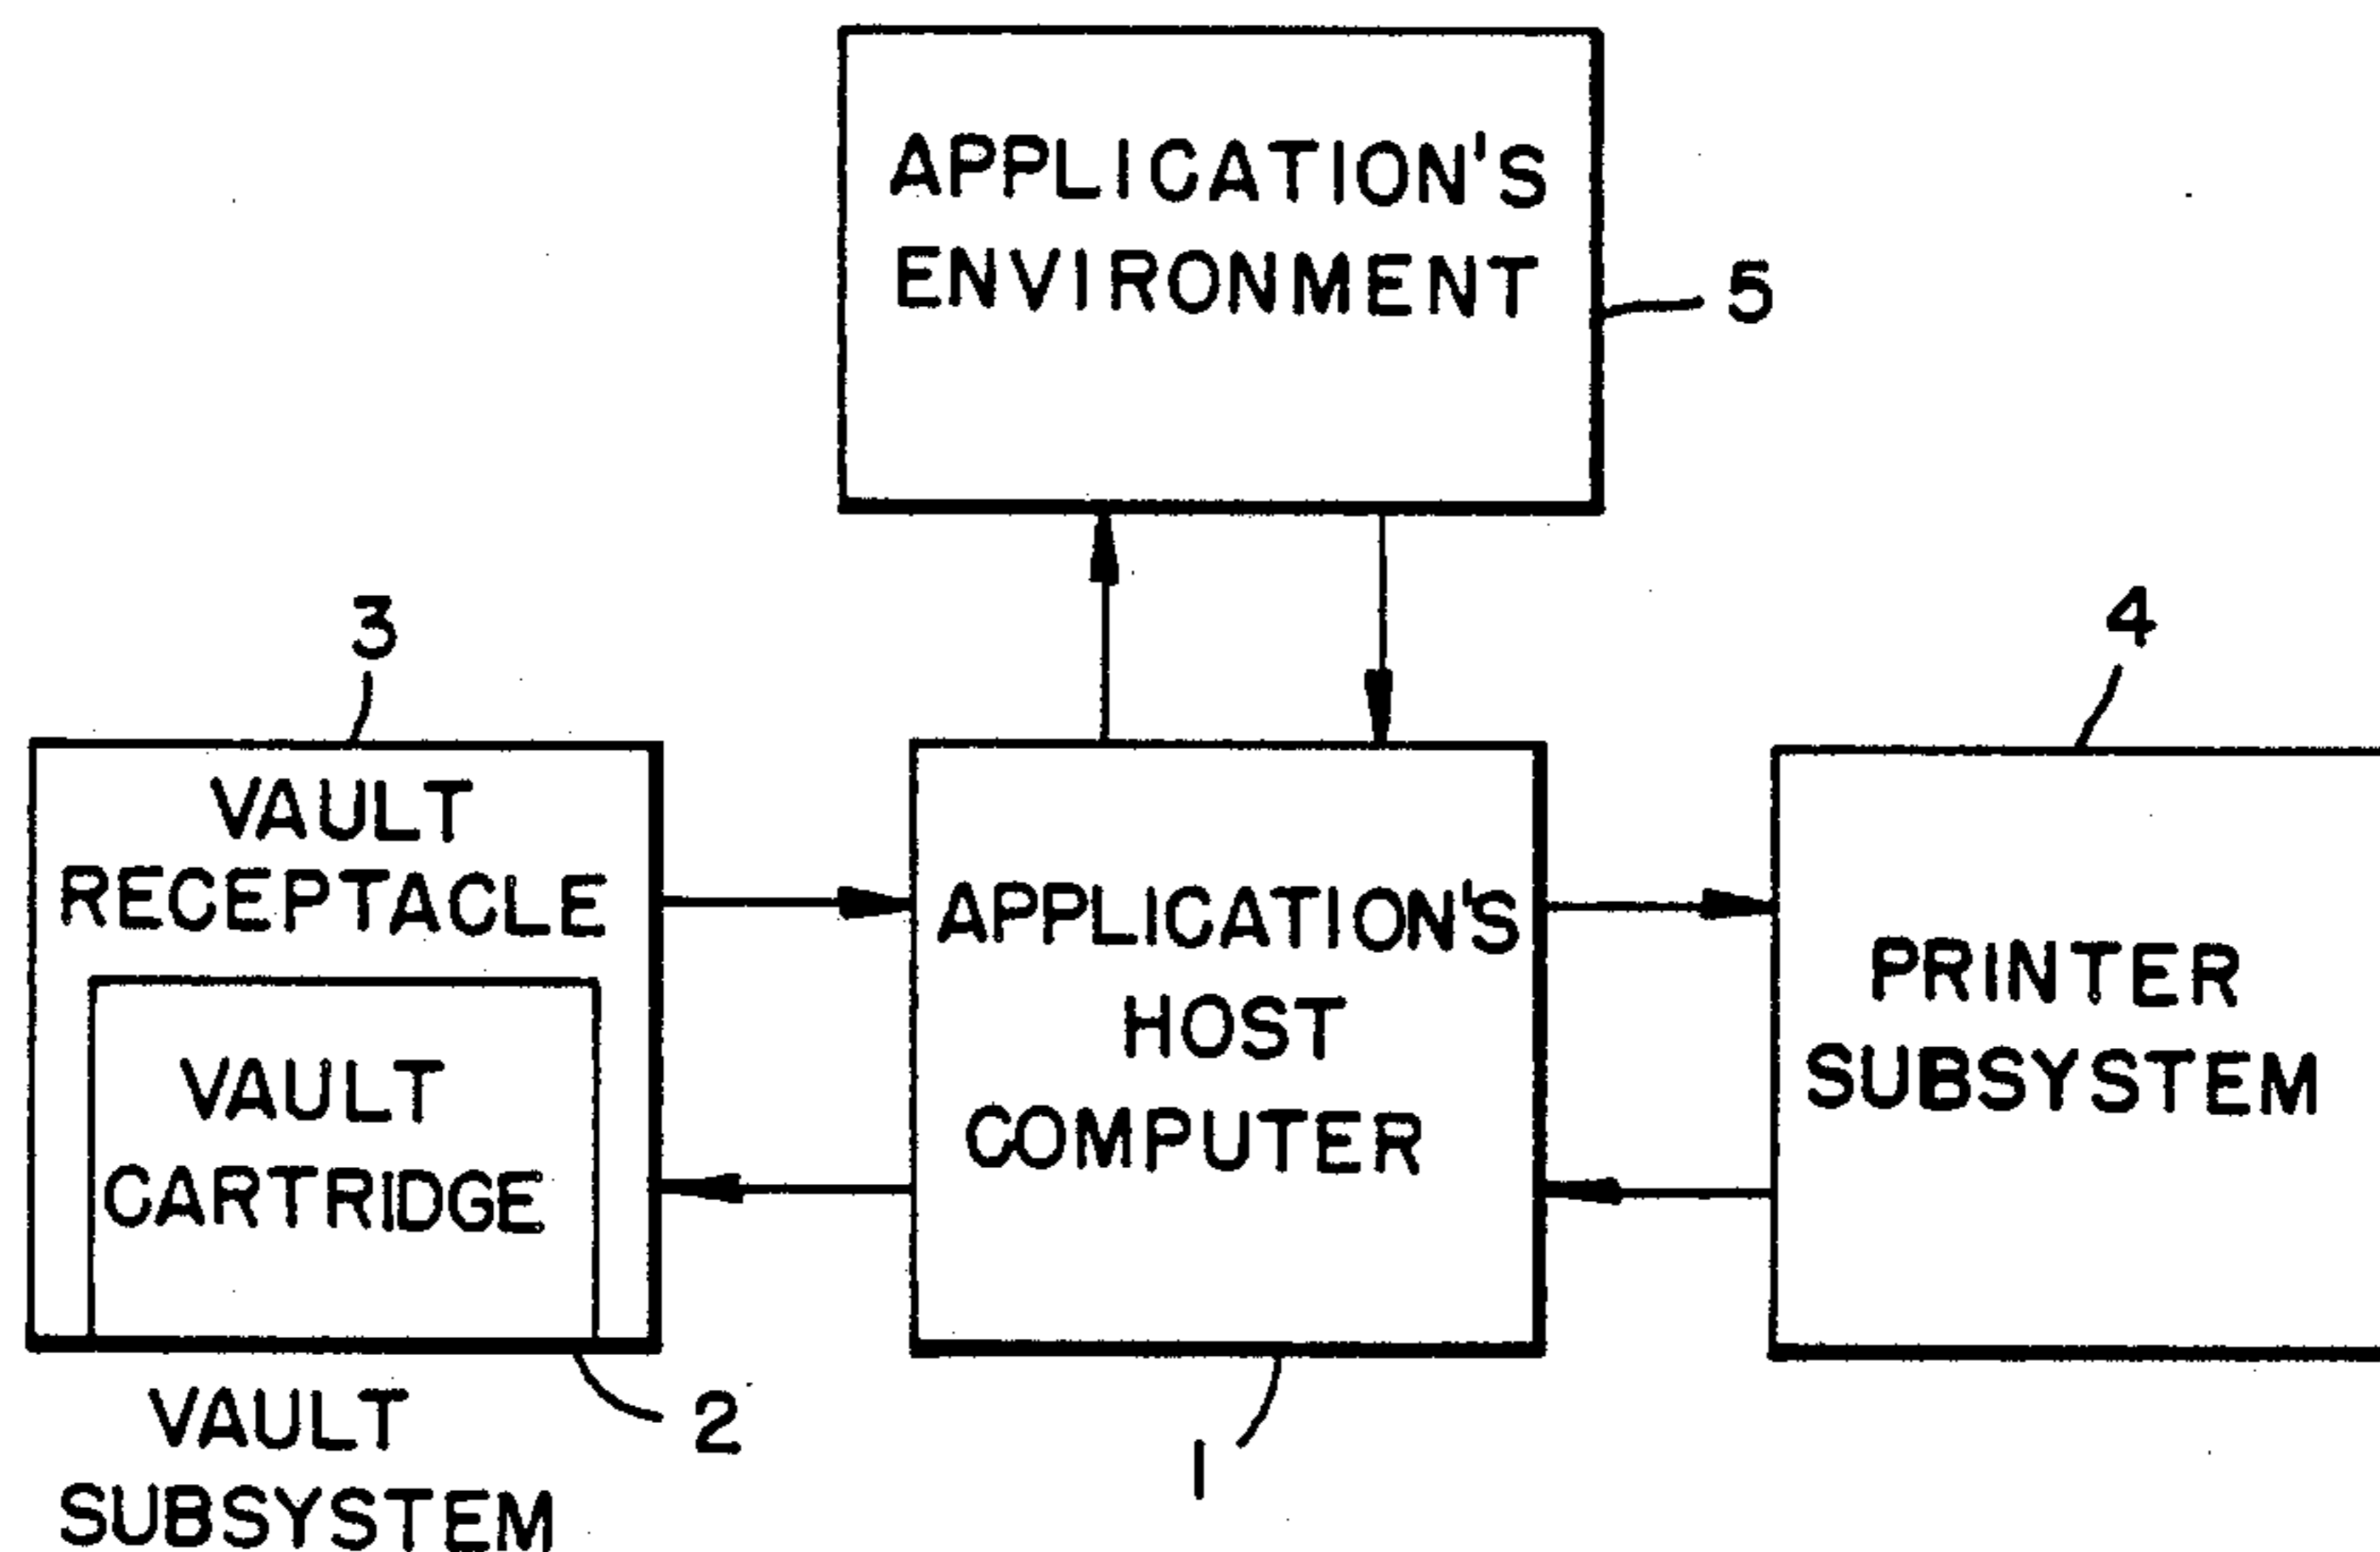 APPLICATION'S
ENVIRONMENT
5
3
VAULT
RECEPTACLE
VAULT
CARTRIDGE
2
VAULT
SUBSYSTEM
APPLICATION'S
HOST
COMPUTER
1
4
PRINTER
SUBSYSTEM